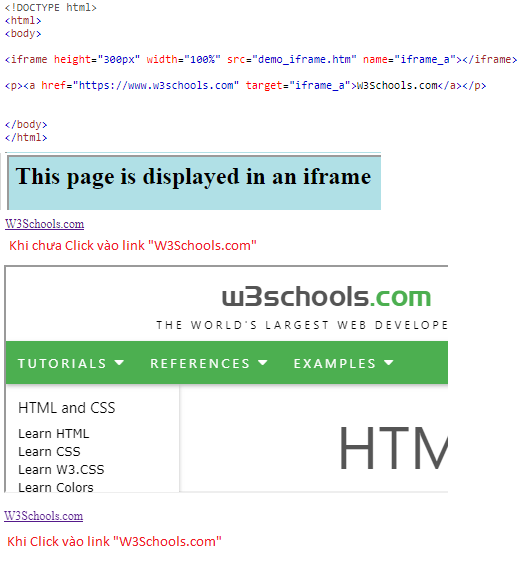 <!DOCTYPE html>
<html>
<body>
<iframe height="300px" width="100%" src="demo_iframe.htm" name="iframe_a"></iframe>
<p><a href="https://www.w3schools.com" target="iframe_a">W3Schools.com</a></p>
</body>
</html>
This page is displayed in an iframe
W3Schools.com
Khi chưa Click vào link "W3Schools.com"
w3schools.com
THE WORLD'S LARGEST WEB DEVELOPE
TUTORIALS REFERENCES EXAMPLES
HTML and CSS
Learn HTML
Learn CSS
Learn W3.CSS
Learn Colors
HTM
W3Schools.com
Khi Click vào link "W3Schools.com"